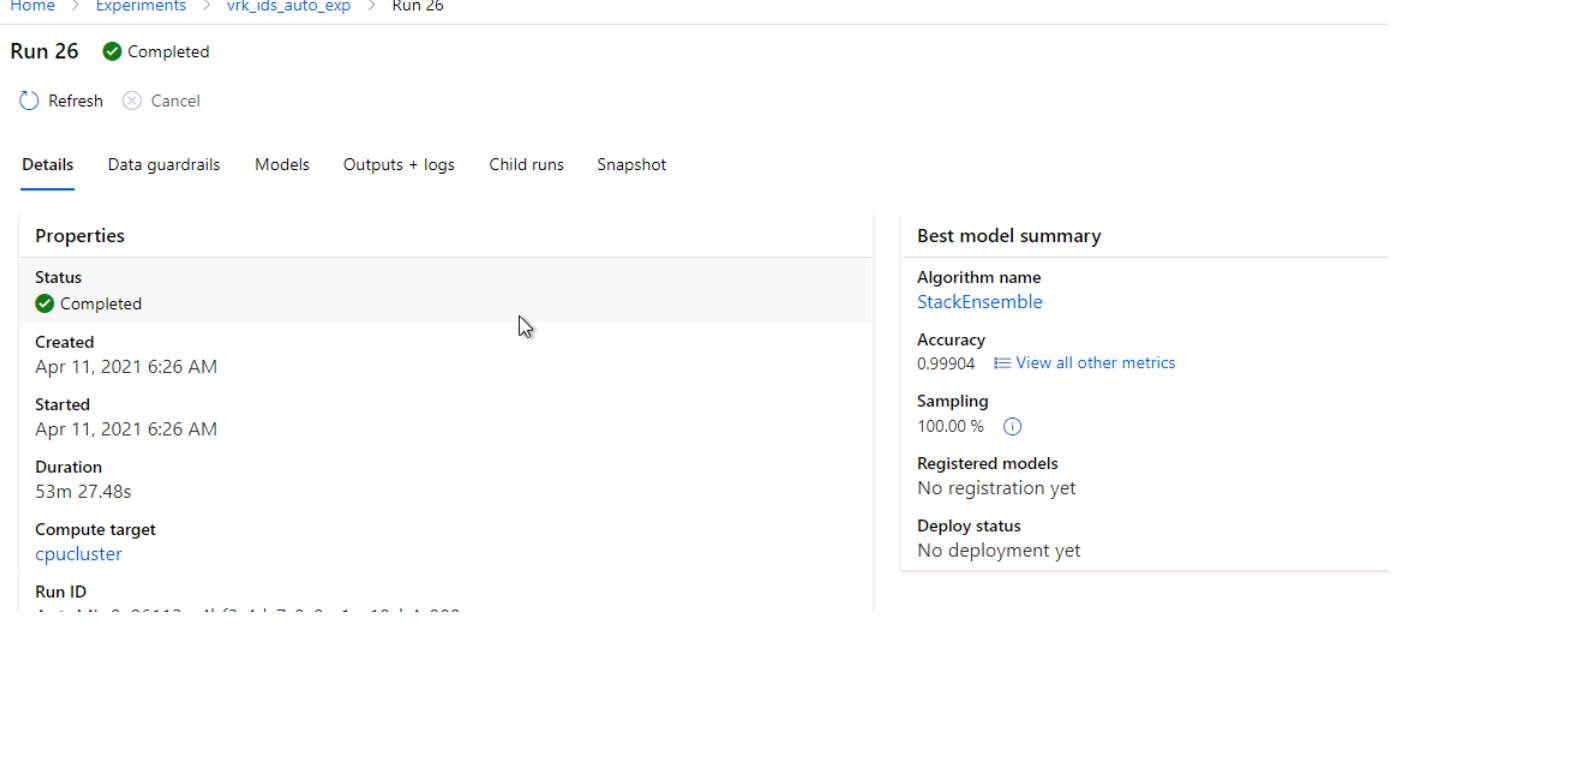 Home > Experiments > vrk_ids_auto_exp > Run 26
Run 26 Completed
Refresh Cancel
Details Data guardrails Models Outputs + logs Child runs Snapshot
Properties
Status
Completed
Created
Apr 11, 2021 6:26 AM
Started
Apr 11, 2021 6:26 AM
Duration
53m 27.48s
Compute target
cpucluster
Run ID
Best model summary
Algorithm name
StackEnsemble
Accuracy
0.99904 View all other metrics
Sampling
100.00 %
Registered models
No registration yet
Deploy status
No deployment yet